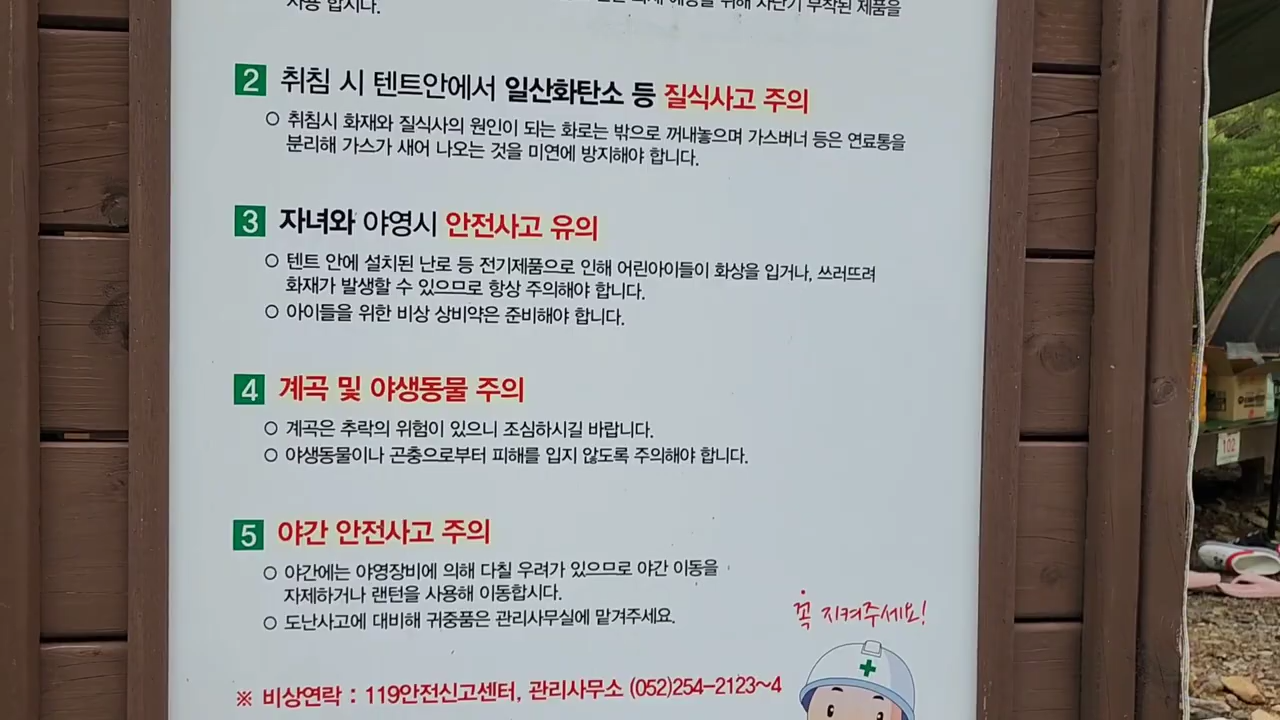 위해 차단기 부착된 제품을
사용 합시다.
2 취침 시 텐트안에서 일산화탄소 등 질식사고 주의
○ 취침시 화재와 질식사의 원인이 되는 화로는 밖으로 꺼내놓으며 가스버너 등은 연료통을
분리해 가스가 새어 나오는 것을 미연에 방지해야 합니다.
3 자녀와 야영시 안전사고 유의
○ 텐트 안에 설치된 난로 등 전기제품으로 인해 어린아이들이 화상을 입거나, 쓰러뜨려
화재가 발생할 수 있으므로 항상 주의해야 합니다.
○ 아이들을 위한 비상 상비약은 준비해야 합니다.
4 계곡 및 야생동물 주의
○ 계곡은 추락의 위험이 있으니 조심하시길 바랍니다.
○ 야생동물이나 곤충으로부터 피해를 입지 않도록 주의해야 합니다.
5 야간 안전사고 주의
○ 야간에는 야영장비에 의해 다칠 우려가 있으므로 야간 이동을
자제하거나 랜턴을 사용해 이동합시다.
○ 도난사고에 대비해 귀중품은 관리사무실에 맡겨주세요.
꼭 지켜주세요!
※ 비상연락 : 119안전신고센터, 관리사무소 (052)254-2123~4
102